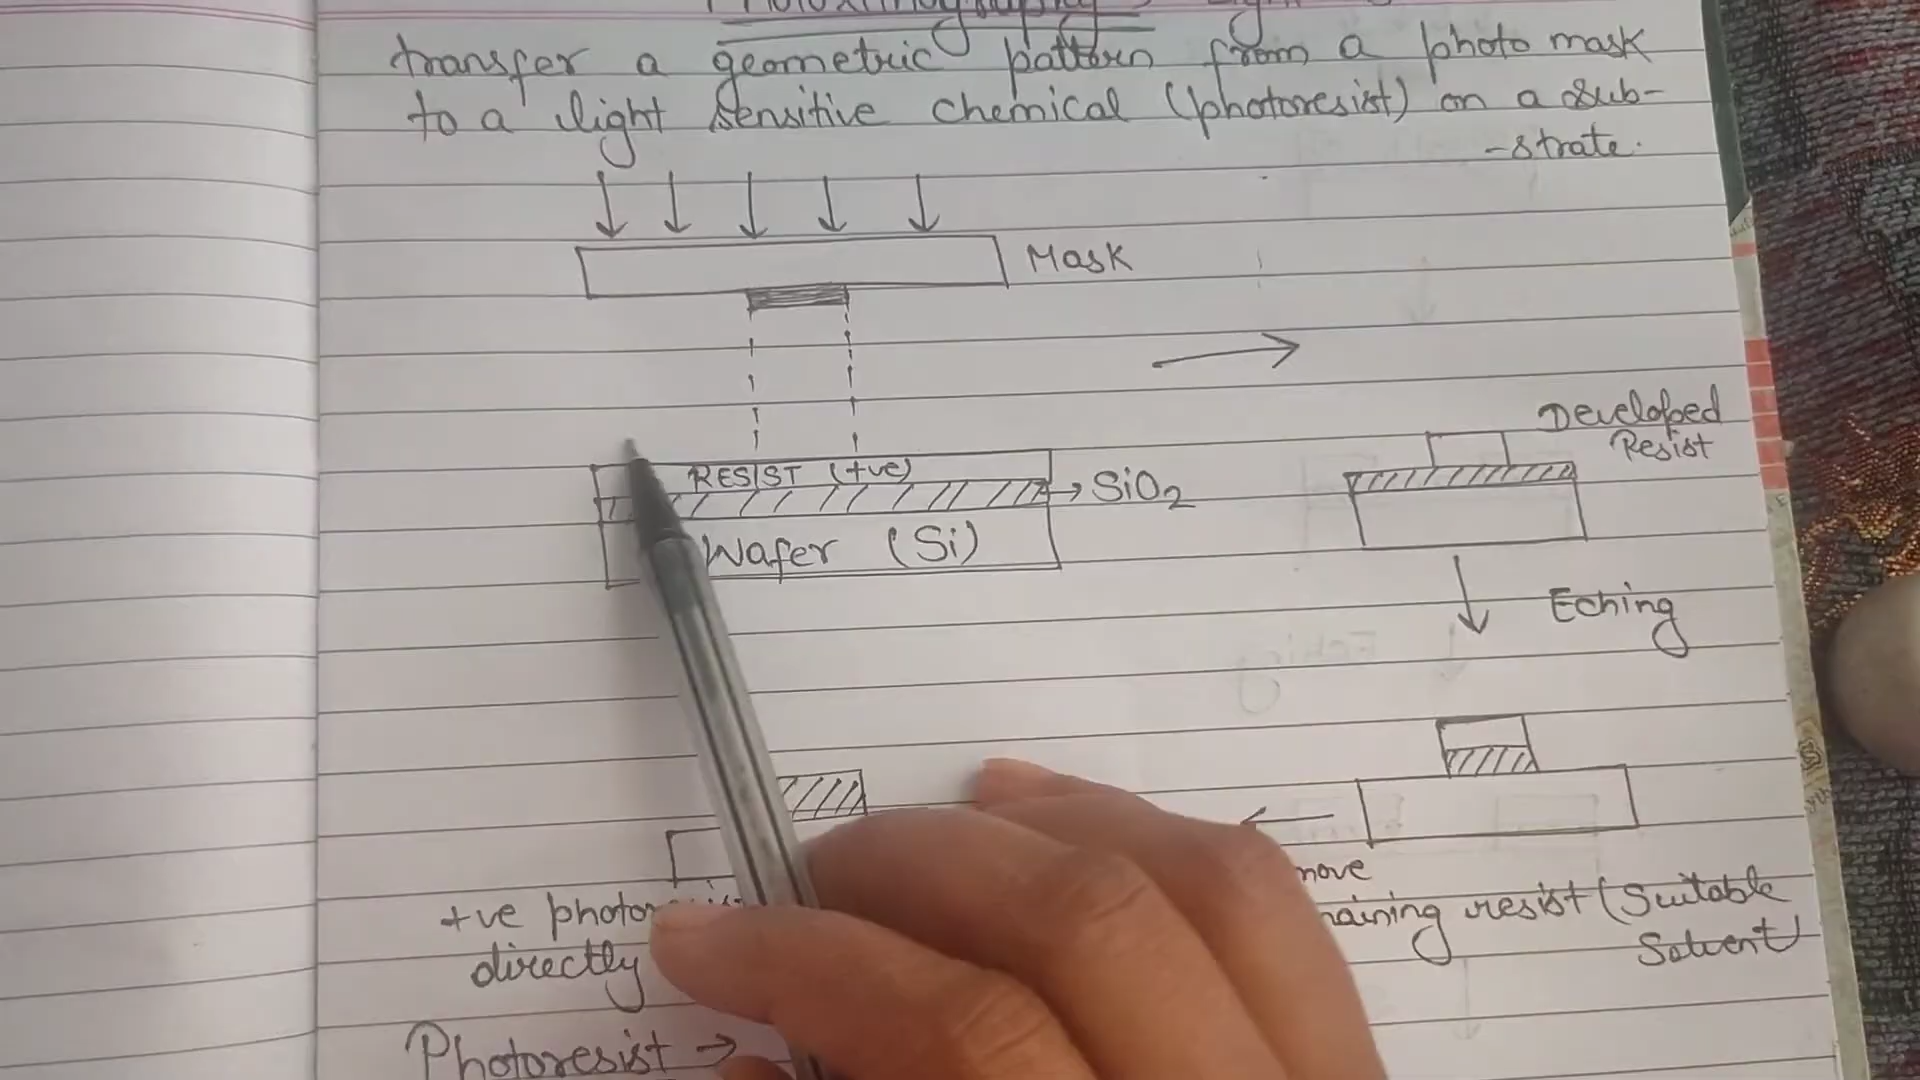 transfer a geometric pattern from a photo mask
to a light sensitive chemical (photoresist) on a sub-
-strate.
Mask
Developed
Resist
RESIST (+ve)
→ SiO2
Wafer (Si)
Eching
+ve
directly
resist (Suitable
Solvent)
Photoresist →